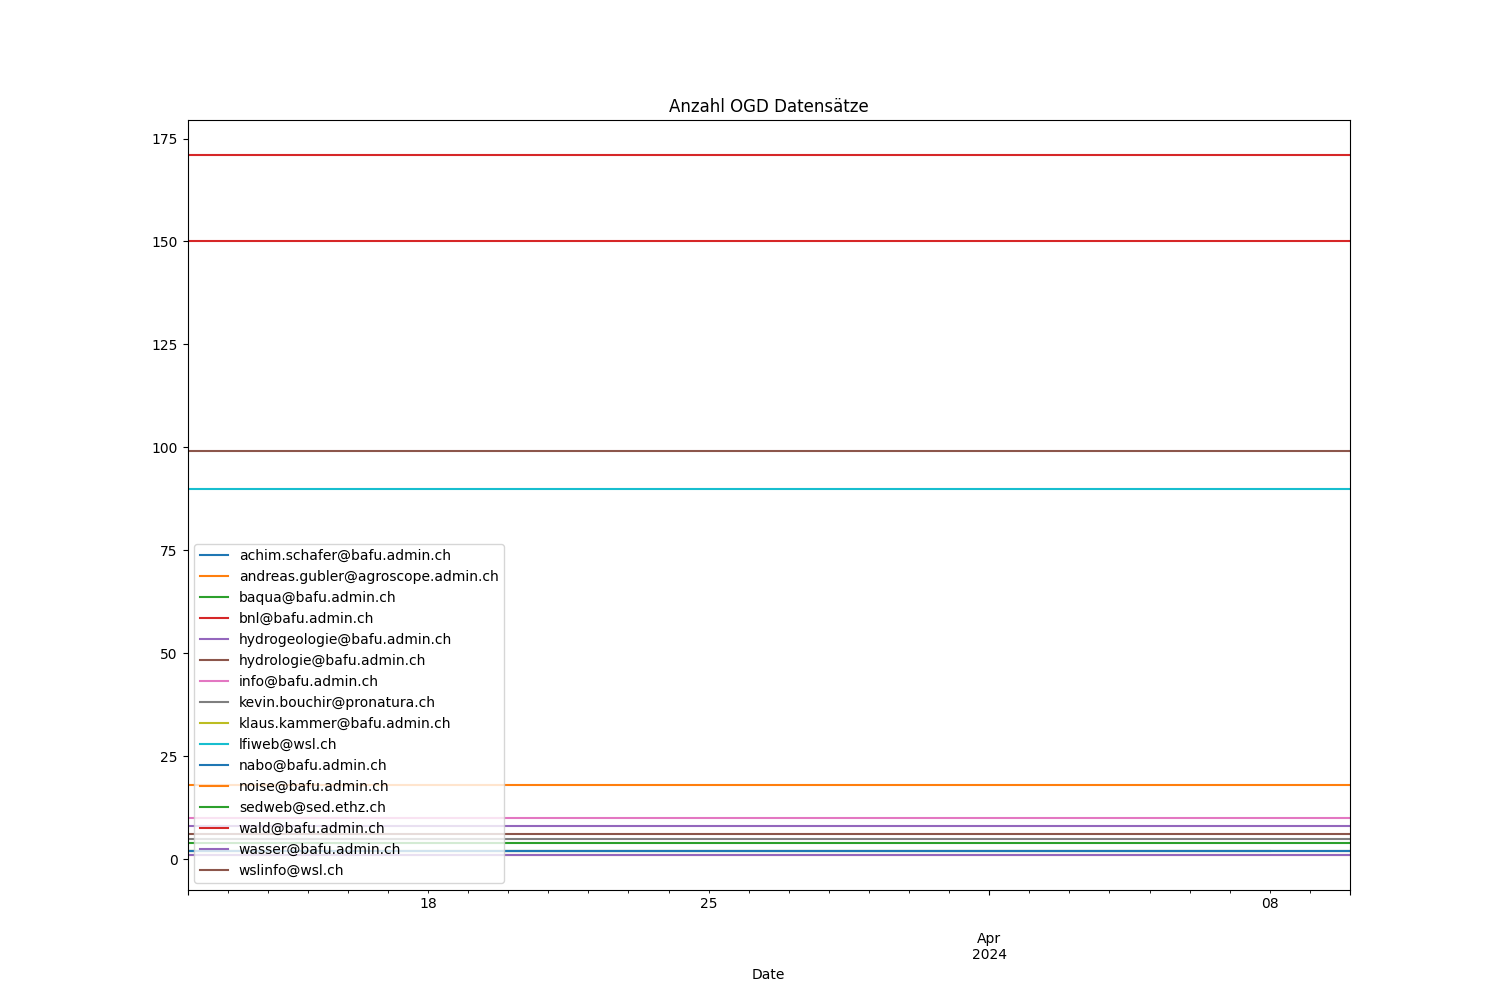 Anzahl OGD Datensätze
175
150
125
100
75
50
25
0
achim.schafer@bafu.admin.ch
andreas.gubler@agroscope.admin.ch
baqua@bafu.admin.ch
bnl@bafu.admin.ch
hydrogeologie@bafu.admin.ch
hydrologie@bafu.admin.ch
info@bafu.admin.ch
kevin.bouchir@pronatura.ch
klaus.kammer@bafu.admin.ch
lfiweb@wsl.ch
nabo@bafu.admin.ch
noise@bafu.admin.ch
sedweb@sed.ethz.ch
wald@bafu.admin.ch
wasser@bafu.admin.ch
wslinfo@wsl.ch
18 25 08
Apr
2024
Date